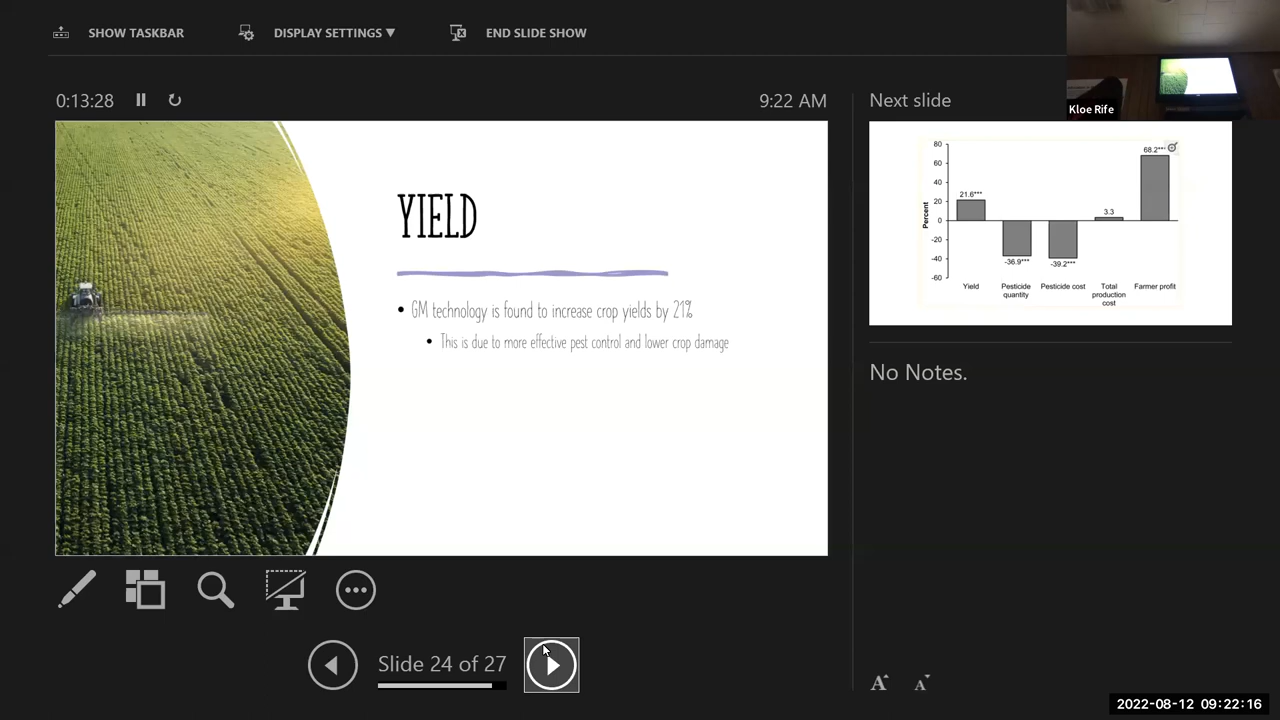 SHOW TASKBAR
DISPLAY SETTINGS ▼
END SLIDE SHOW
Kloe Rife
0:13:28
9:22 AM
Next slide
YIELD
• GM technology is found to increase crop yields by 21%
• This is due to more effective pest control and lower crop damage
80
60
40
20
0
-20
-40
-60
Percent
21.6***
-36.9***
-39.2***
3.3
68.2***
Yield
Pesticide
quantity
Pesticide cost
Total
production
cost
Farmer profit
No Notes.
Slide 24 of 27
A A
2022-08-12 09:22:16